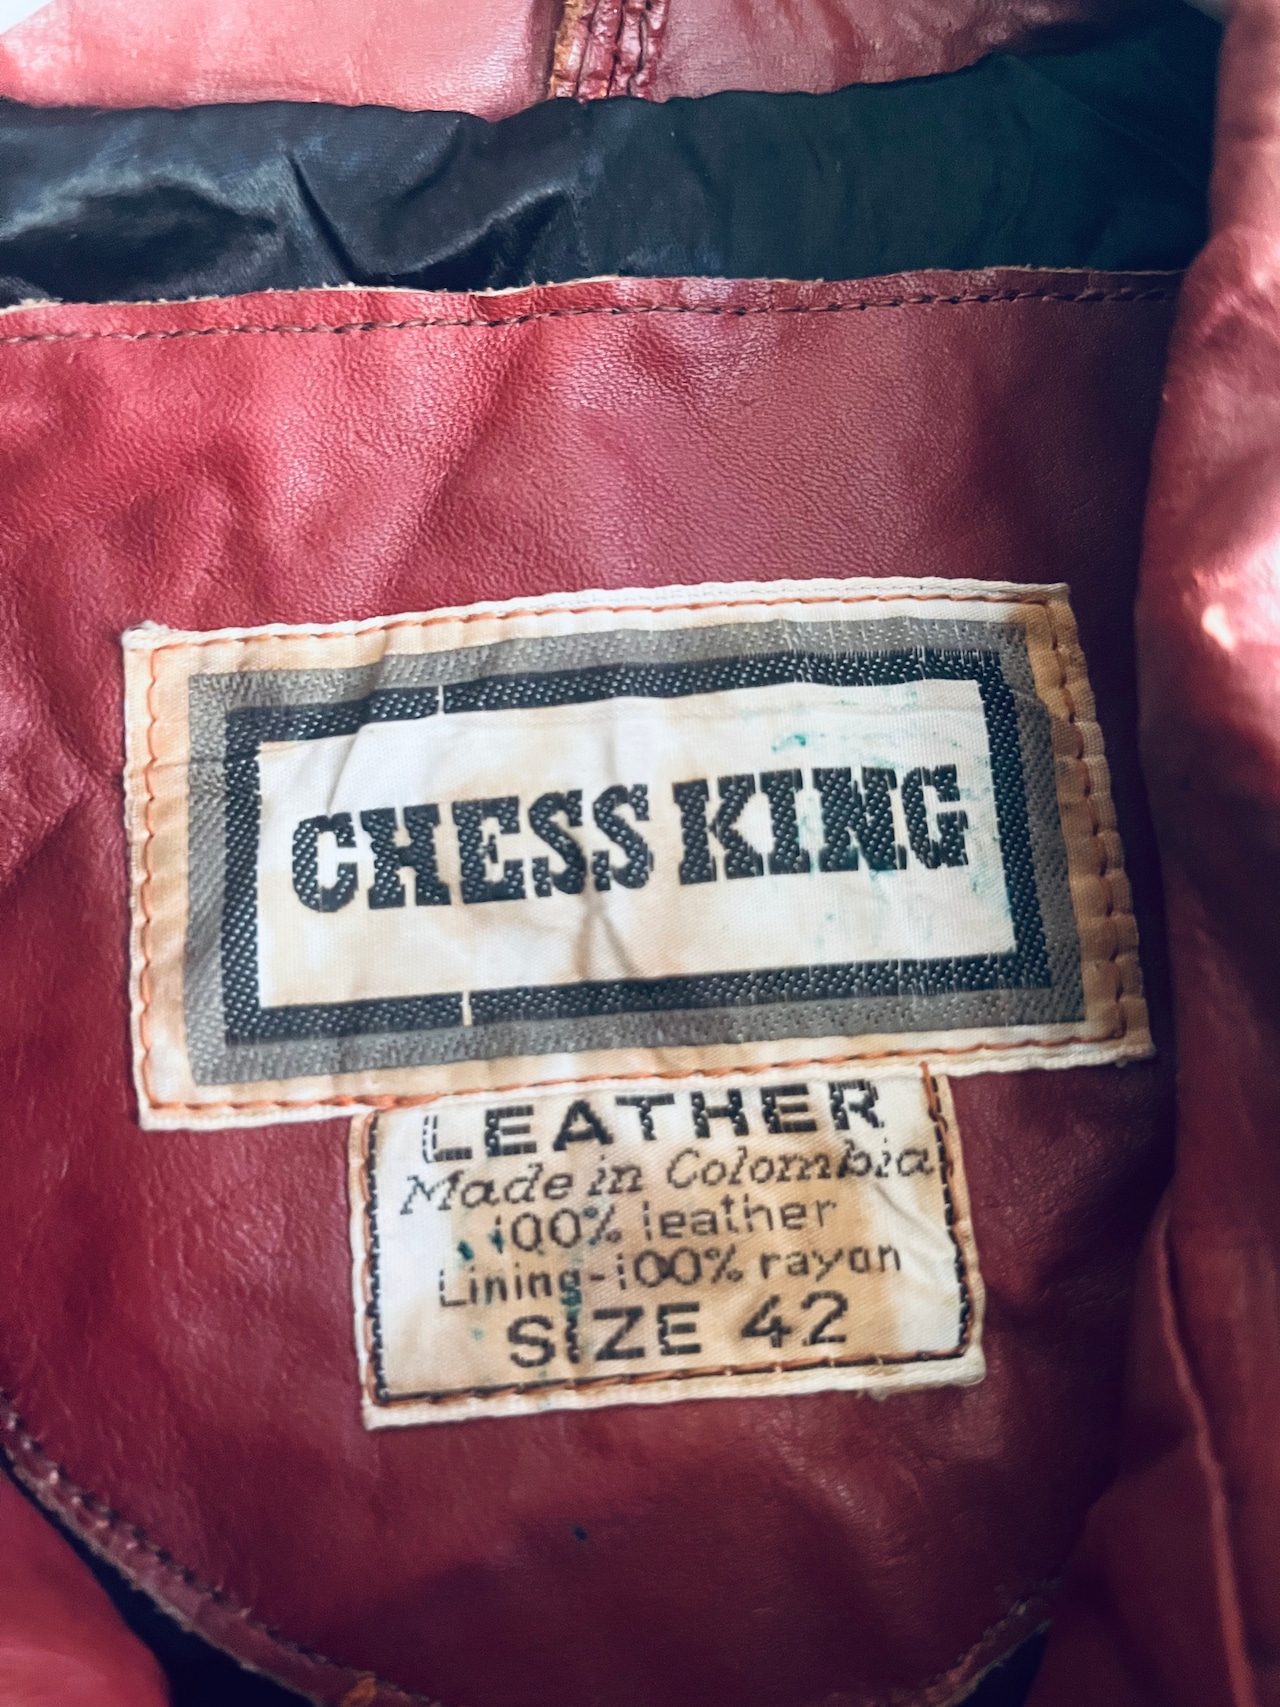 CHESS KING
LEATHER
Made in Colombia
100% leather
Lining-100% rayon
SIZE 42